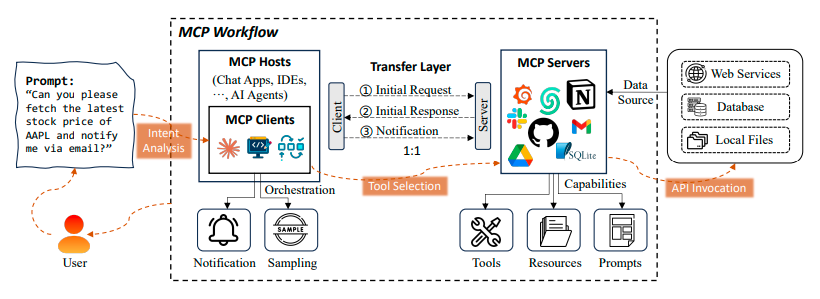 MCP Workflow
Prompt:
“Can you please
fetch the latest
stock price of
AAPL and notify
me via email?”
User
Intent
Analysis
MCP Hosts
(Chat Apps, IDEs,
…, AI Agents)
MCP Clients
Orchestration
Notification
Sampling
SAMPLE
Transfer Layer
Client
① Initial Request
② Initial Response
③ Notification
1:1
Server
Tool Selection
MCP Servers
SQLite
Capabilities
Tools
Resources
Prompts
Data
Source
API Invocation
Web Services
Database
Local Files